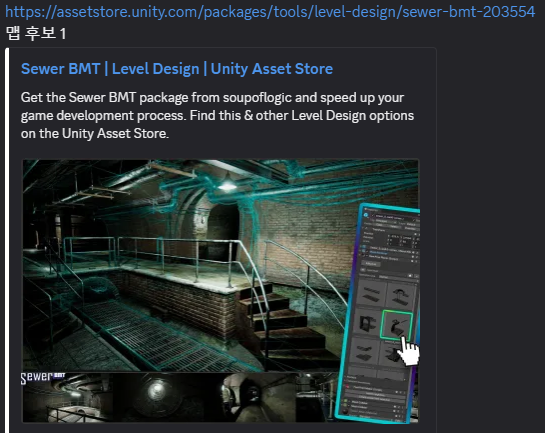 https://assetstore.unity.com/packages/tools/level-design/sewer-bmt-203554
맵 후보 1
Sewer BMT | Level Design | Unity Asset Store
Get the Sewer BMT package from soupoflogic and speed up your
game development process. Find this & other Level Design options
on the Unity Asset Store.
Sewer BMT